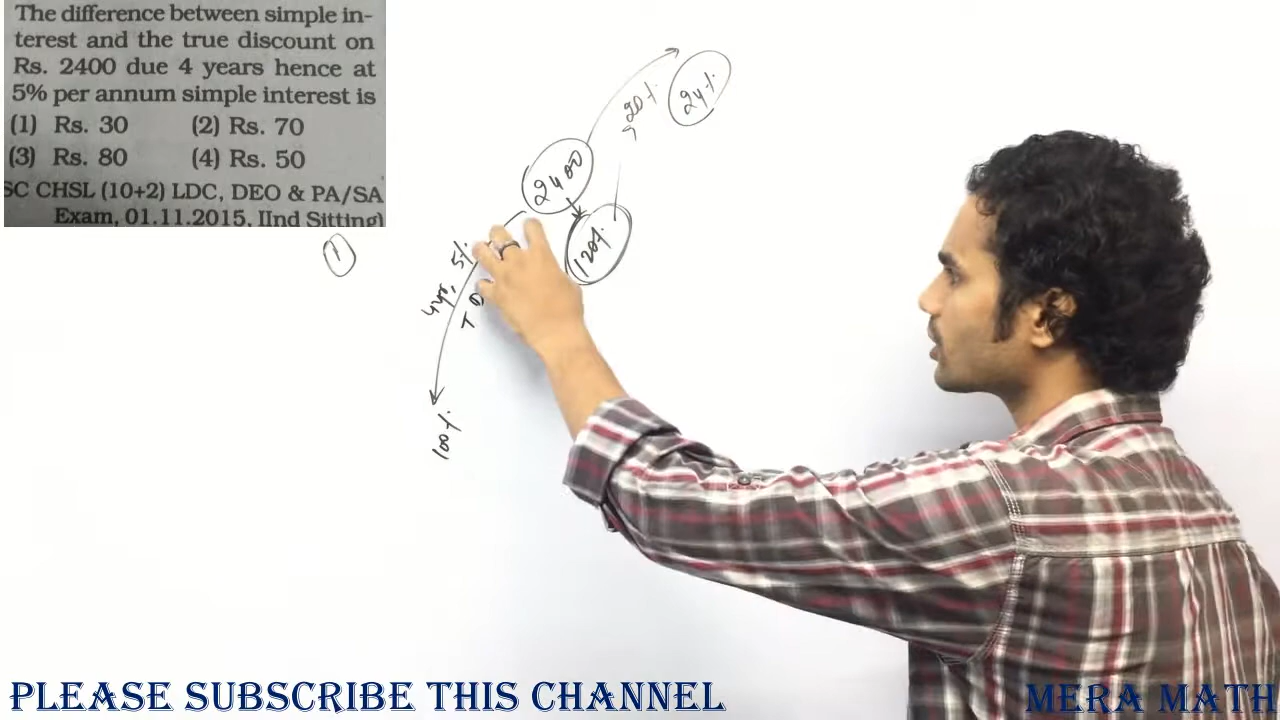 The difference between simple in-
terest and the true discount on
Rs. 2400 due 4 years hence at
5% per annum simple interest is
(1) Rs. 30 (2) Rs. 70
(3) Rs. 80 (4) Rs. 50
SC CHSL (10+2) LDC, DEO & PA/SA
Exam, 01.11.2015, IInd Sitting)
1
2400
20%
24%
120%
4yr, 5%
T D
100%
PLEASE SUBSCRIBE THIS CHANNEL
MERA MATH